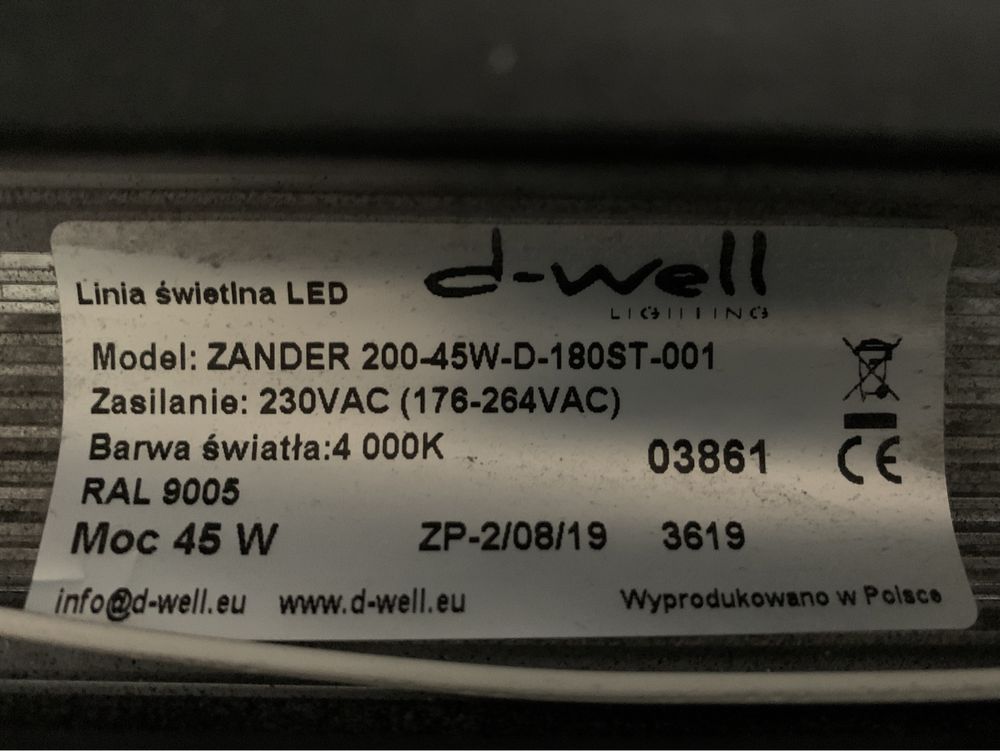 d-well
LIGHTING
Linia świetlna LED
Model: ZANDER 200-45W-D-180ST-001
Zasilanie: 230VAC (176-264VAC)
Barwa światła:4 000K
03861
CE
RAL 9005
Moc 45 W ZP-2/08/19 3619
info@d-well.eu www.d-well.eu Wyprodukowano w Polsce